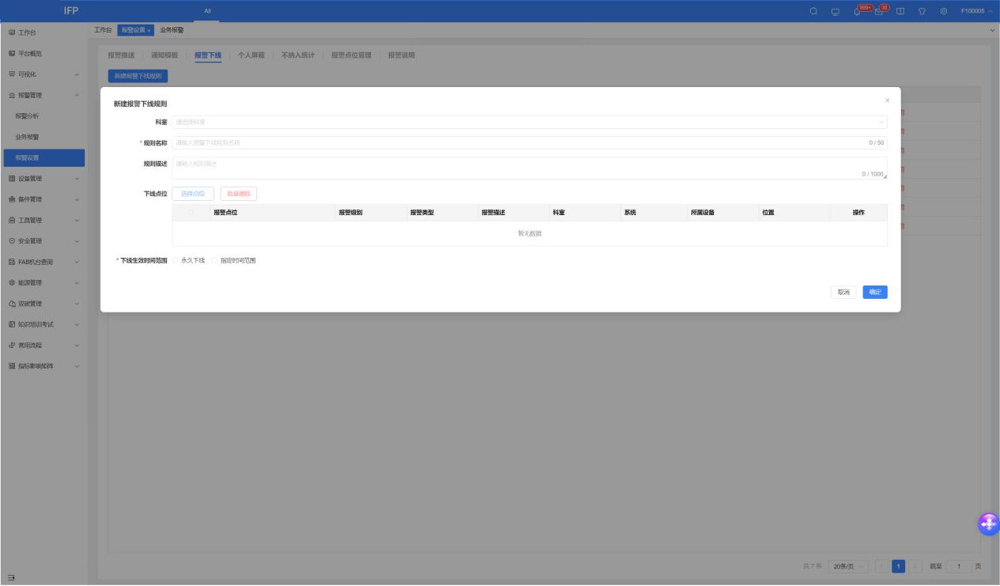 IFP
All
999+
30
F100005
工作台
报警设置 ×
业务报警
工作台
平台概览
可视化
报警管理
报警分析
业务报警
报警设置
设备管理
备件管理
工具管理
安全管理
FAB机台查询
能源管理
双碳管理
知识培训考试
常用流程
指标影响矩阵
报警推送
通知模板
报警下线
个人屏蔽
不纳入统计
报警点位管理
报警说明
新建报警下线规则
新建报警下线规则
科室
请选择科室
* 规则名称
请输入报警下线规则名称
0 / 50
规则描述
请输入规则描述
0 / 1000
下线点位
选择点位
批量删除
报警点位
报警级别
报警类型
报警描述
科室
系统
所属设备
位置
操作
暂无数据
* 下线生效时间范围
永久下线
指定时间范围
取消
确定
共 7 条
20条/页
1
跳至
1
页